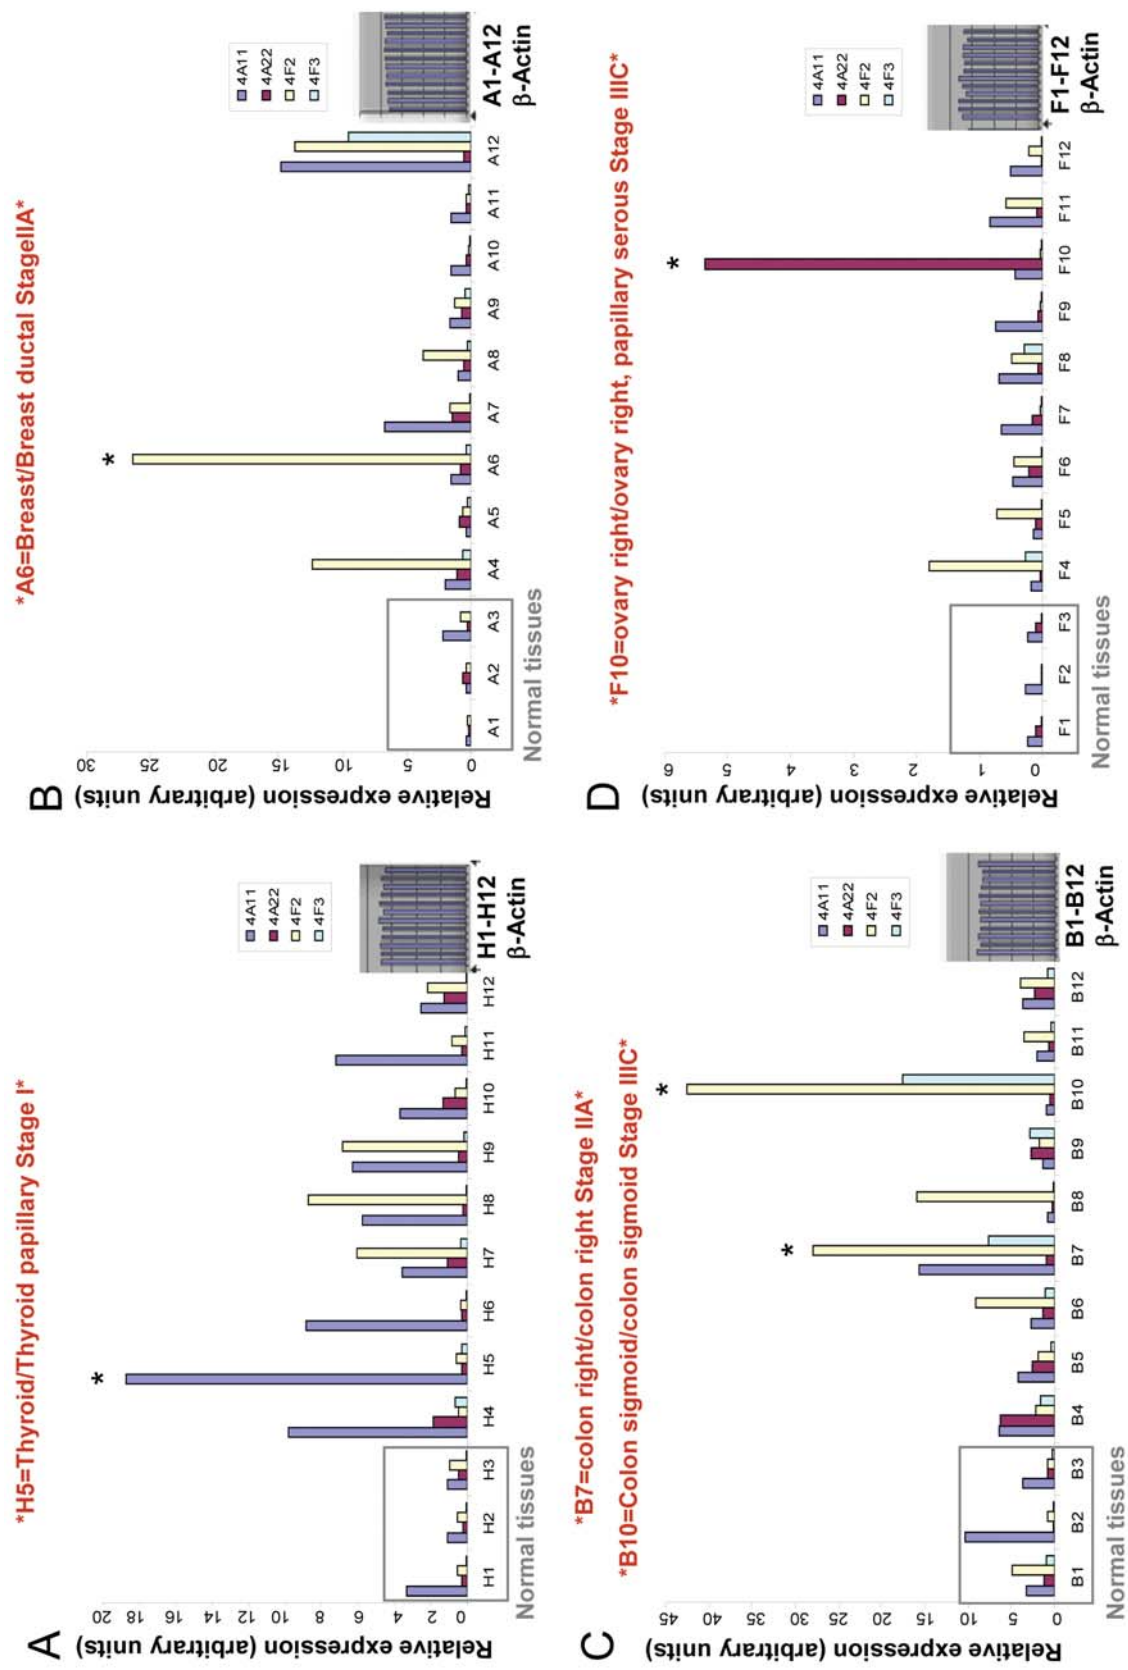 A
*H5=Thyroid/Thyroid papillary Stage I*
Relative expression (arbitrary units)
20
18
16
14
12
10
8
6
4
2
0
H1 H2 H3 H4 H5 H6 H7 H8 H9 H10 H11 H12
*
Normal tissues
4A11
4A22
4F2
4F3
H1-H12
β-Actin
B
*A6=Breast/Breast ductal StageIIA*
Relative expression (arbitrary units)
30
25
20
15
10
5
0
A1 A2 A3 A4 A5 A6 A7 A8 A9 A10 A11 A12
*
Normal tissues
4A11
4A22
4F2
4F3
A1-A12
β-Actin
C
*B7=colon right/colon right Stage IIA*
*B10=Colon sigmoid/colon sigmoid Stage IIIC*
Relative expression (arbitrary units)
45
40
35
30
25
20
15
10
5
0
B1 B2 B3 B4 B5 B6 B7 B8 B9 B10 B11 B12
*
*
Normal tissues
4A11
4A22
4F2
4F3
B1-B12
β-Actin
D
*F10=ovary right/ovary right, papillary serous Stage IIIC*
Relative expression (arbitrary units)
6
5
4
3
2
1
0
F1 F2 F3 F4 F5 F6 F7 F8 F9 F10 F11 F12
*
Normal tissues
4A11
4A22
4F2
4F3
F1-F12
β-Actin